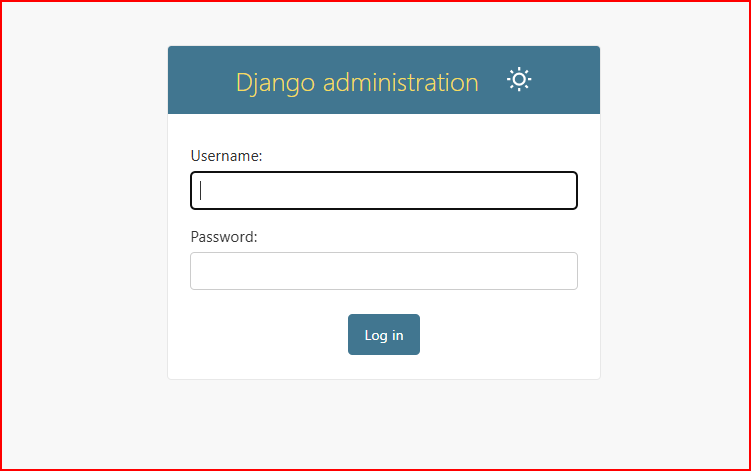 Django administration
Username:
Password:
Log in